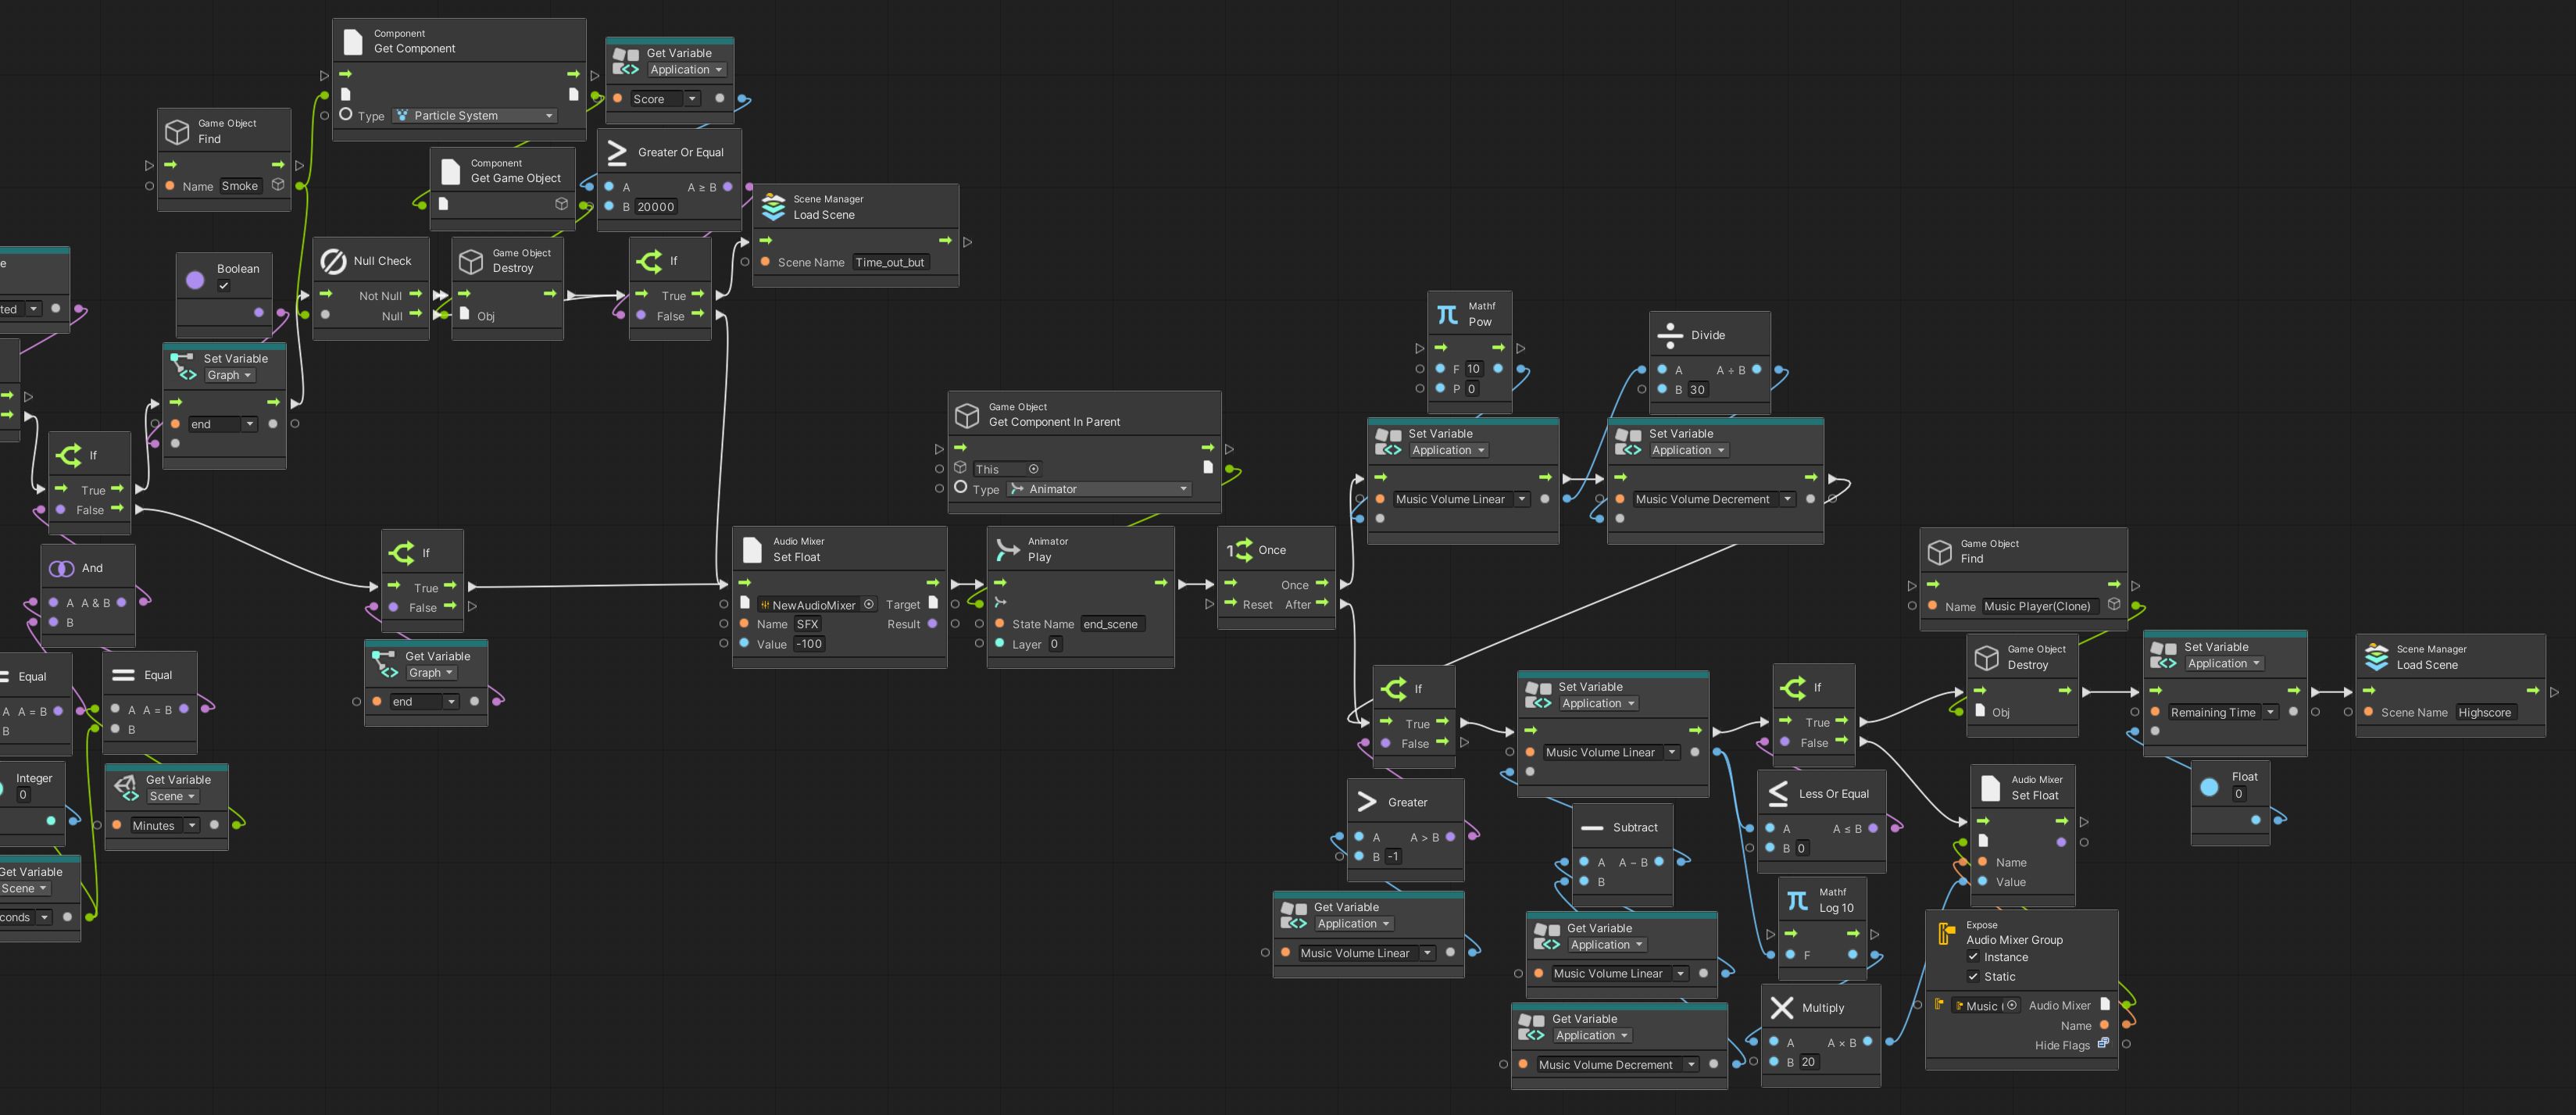 Component
Get Component
Type Particle System
Get Variable
Application
Score
Game Object
Find
Name Smoke
Component
Get Game Object
Greater Or Equal
A A ≥ B
B 20000
Scene Manager
Load Scene
Scene Name Time_out_but
e
ted
Boolean
Null Check
Not Null
Null
Game Object
Destroy
Obj
If
True
False
Set Variable
Graph
end
If
True
False
And
A A & B
B
Equal
A A = B
B
Equal
A A = B
B
Integer
0
Get Variable
Scene
Minutes
Get Variable
Scene
conds
If
True
False
Get Variable
Graph
end
Audio Mixer
Set Float
NewAudioMixer Target
Name SFX Result
Value -100
Game Object
Get Component In Parent
This
Type Animator
Animator
Play
State Name end_scene
Layer 0
1 Once
Once
Reset After
Mathf
Pow
F 10
P 0
Set Variable
Application
Music Volume Linear
Divide
A A ÷ B
B 30
Set Variable
Application
Music Volume Decrement
If
True
False
Greater
A A > B
B -1
Get Variable
Application
Music Volume Linear
Set Variable
Application
Music Volume Linear
Subtract
A A − B
B
Get Variable
Application
Music Volume Linear
Get Variable
Application
Music Volume Decrement
If
True
False
Less Or Equal
A A ≤ B
B 0
Mathf
Log 10
F
Multiply
A A × B
B 20
Game Object
Find
Name Music Player(Clone)
Game Object
Destroy
Obj
Audio Mixer
Set Float
Name
Value
Expose
Audio Mixer Group
Instance
Static
Music ( Audio Mixer
Name
Hide Flags
Set Variable
Application
Remaining Time
Float
0
Scene Manager
Load Scene
Scene Name Highscore